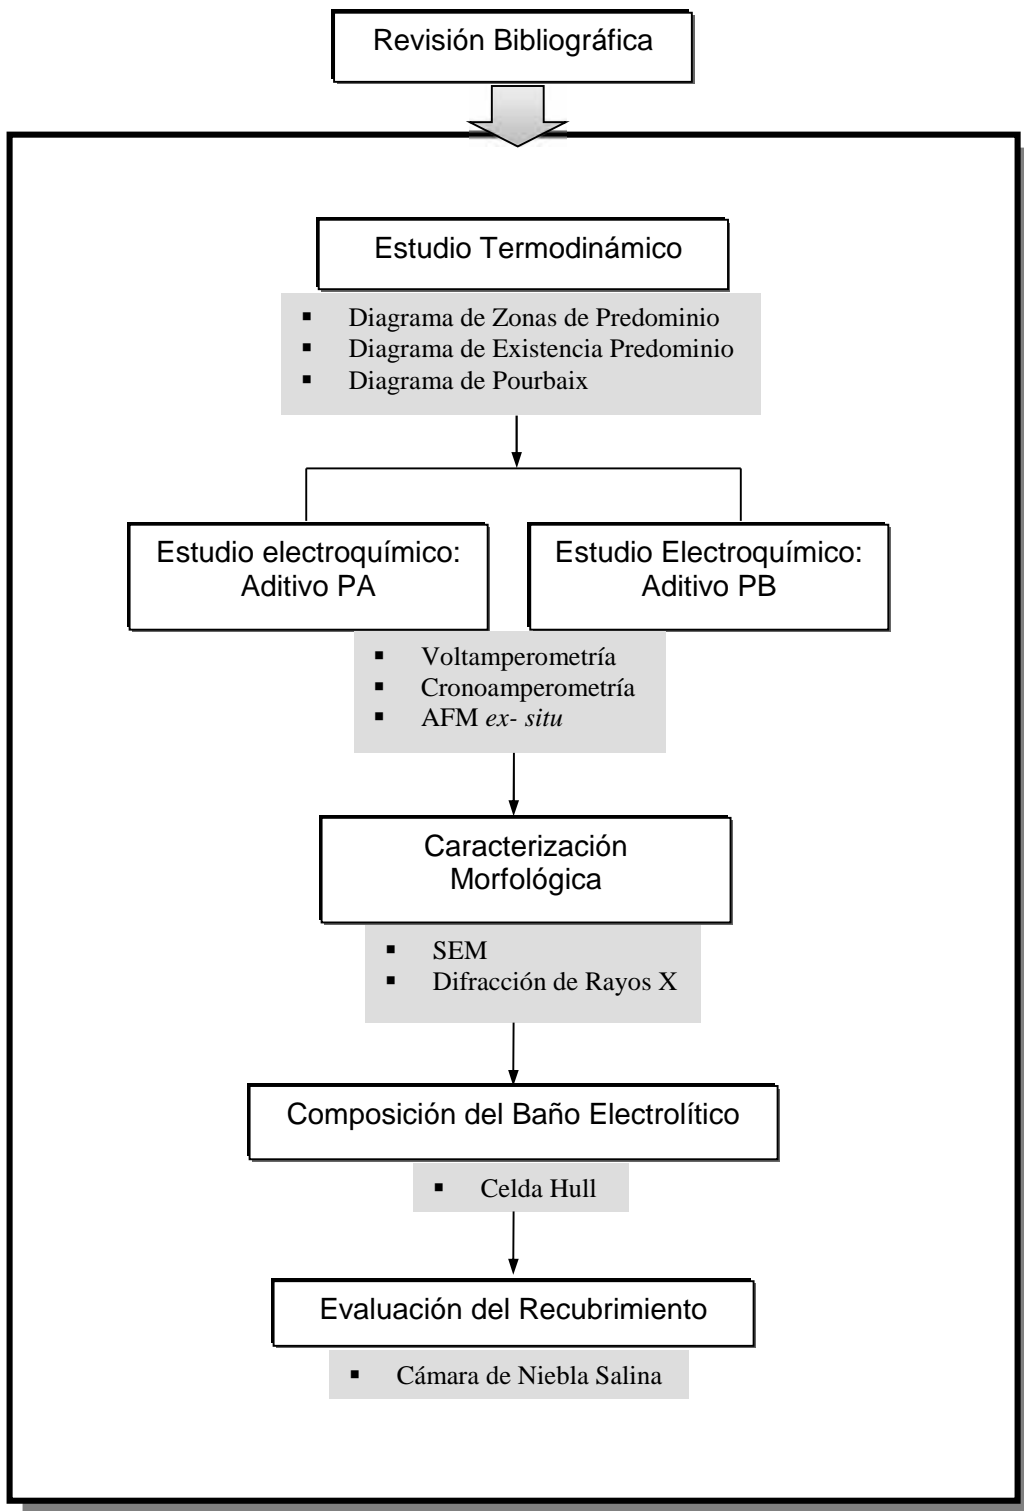 Revisión Bibliográfica
Estudio Termodinámico
▪ Diagrama de Zonas de Predominio
▪ Diagrama de Existencia Predominio
▪ Diagrama de Pourbaix
Estudio electroquímico:
Aditivo PA
Estudio Electroquímico:
Aditivo PB
▪ Voltamperometría
▪ Cronoamperometría
▪ AFM ex- situ
Caracterización
Morfológica
▪ SEM
▪ Difracción de Rayos X
Composición del Baño Electrolítico
▪ Celda Hull
Evaluación del Recubrimiento
▪ Cámara de Niebla Salina